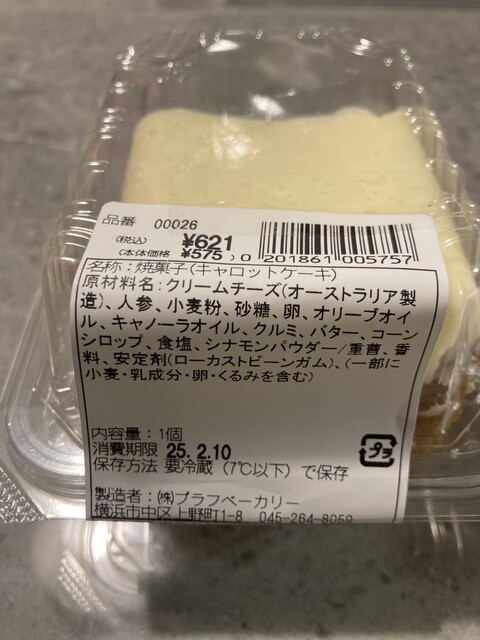 品番 00026
(税込) ¥621
(本体価格 ¥575)
0 201861 005757
名称:焼菓子(キャロットケーキ)
原材料名:クリームチーズ(オーストラリア製
造)、人参、小麦粉、砂糖、卵、オリーブオイ
ル、キャノーラオイル、クルミ、バター、コーン
シロップ、食塩、シナモンパウダー/重曹、香
料、安定剤(ローカストビーンガム)、(一部に
小麦・乳成分・卵・くるみを含む)
内容量:1個
消費期限 25.2.10
保存方法 要冷蔵(7℃以下)で保存
プラ
製造者:㈱ブラフベーカリー
横浜市中区上野町1-8 045-264-8059